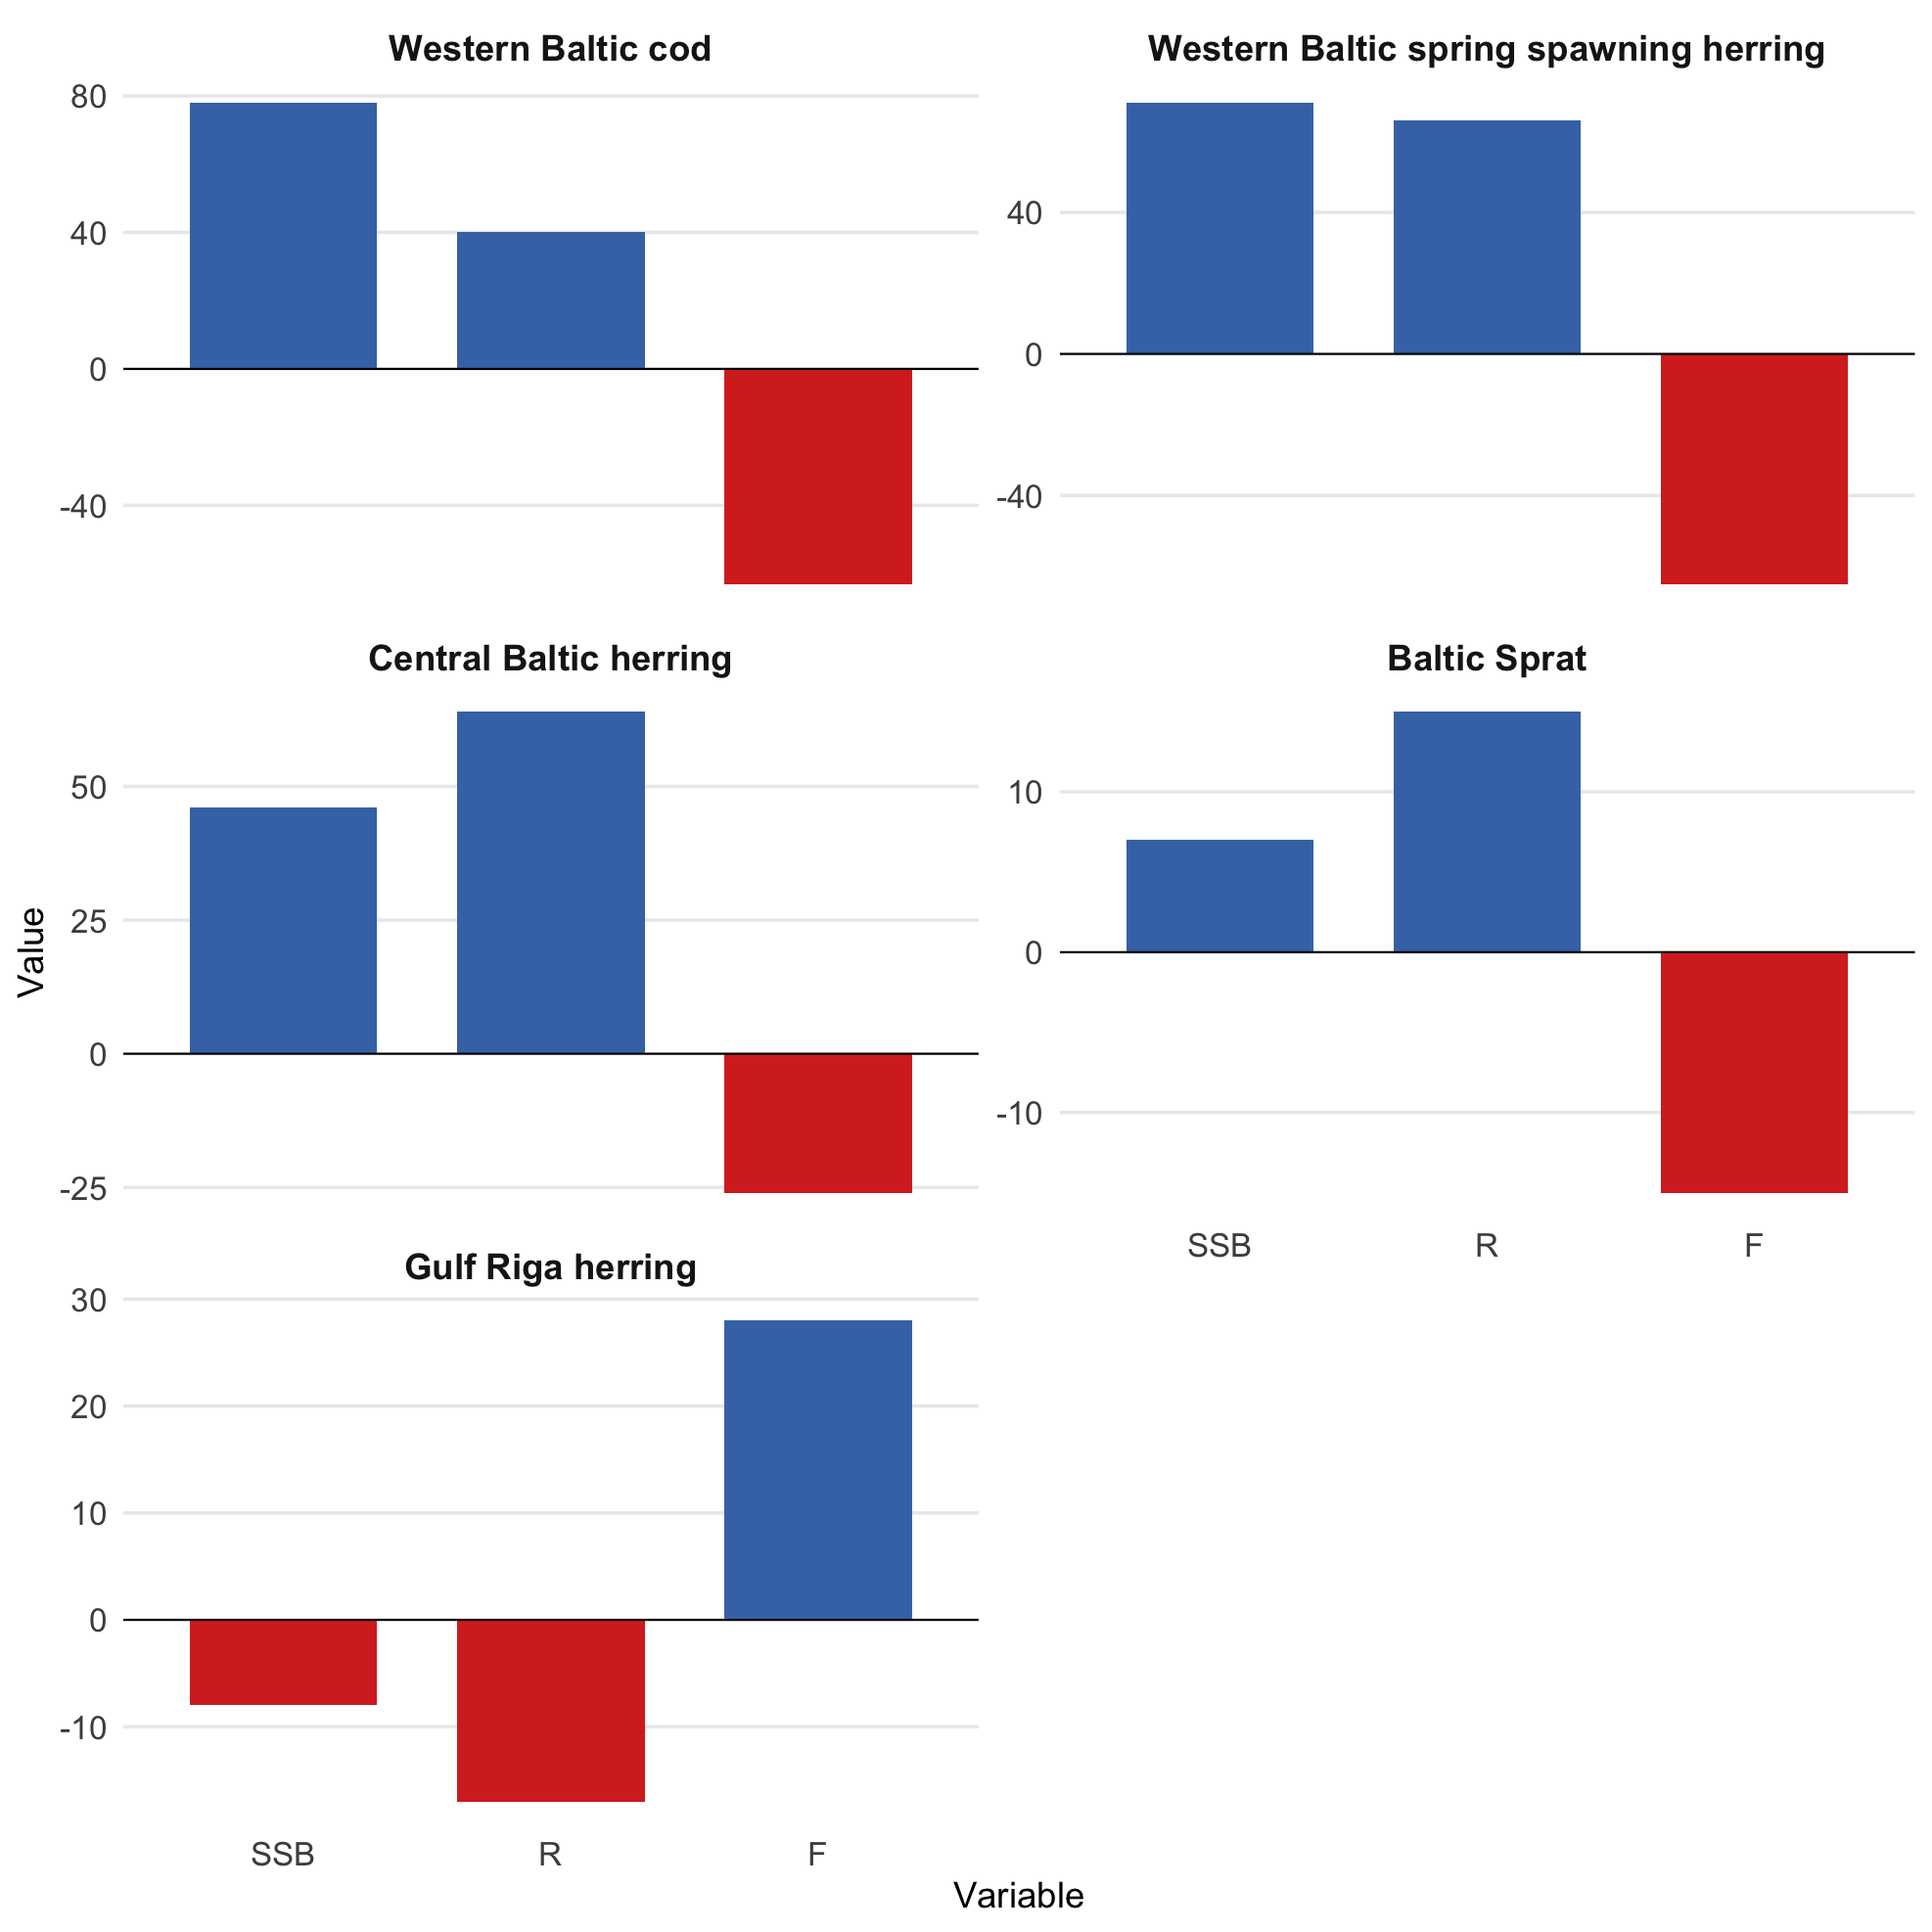 Western Baltic cod
80
40
0
-40
Western Baltic spring spawning herring
40
0
-40
Central Baltic herring
50
25
0
-25
Baltic Sprat
10
0
-10
SSB R F
Gulf Riga herring
30
20
10
0
-10
SSB R F
Value
Variable